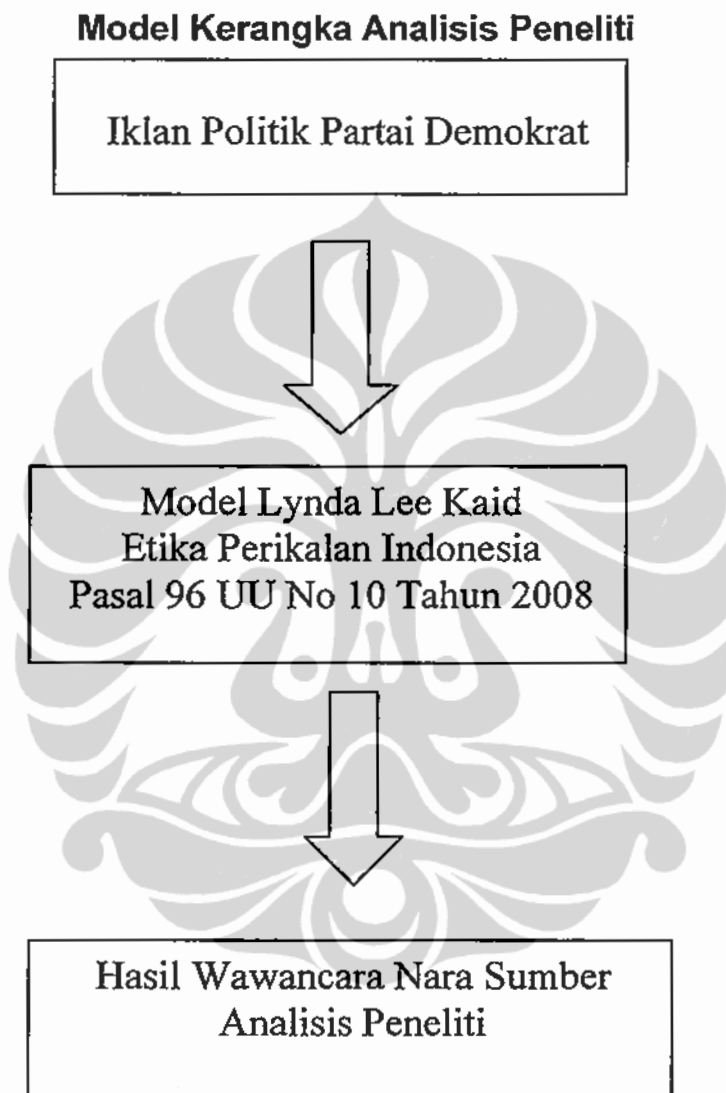 Model Kerangka Analisis Peneliti
Iklan Politik Partai Demokrat
Model Lynda Lee Kaid
Etika Perikalan Indonesia
Pasal 96 UU No 10 Tahun 2008
Hasil Wawancara Nara Sumber
Analisis Peneliti